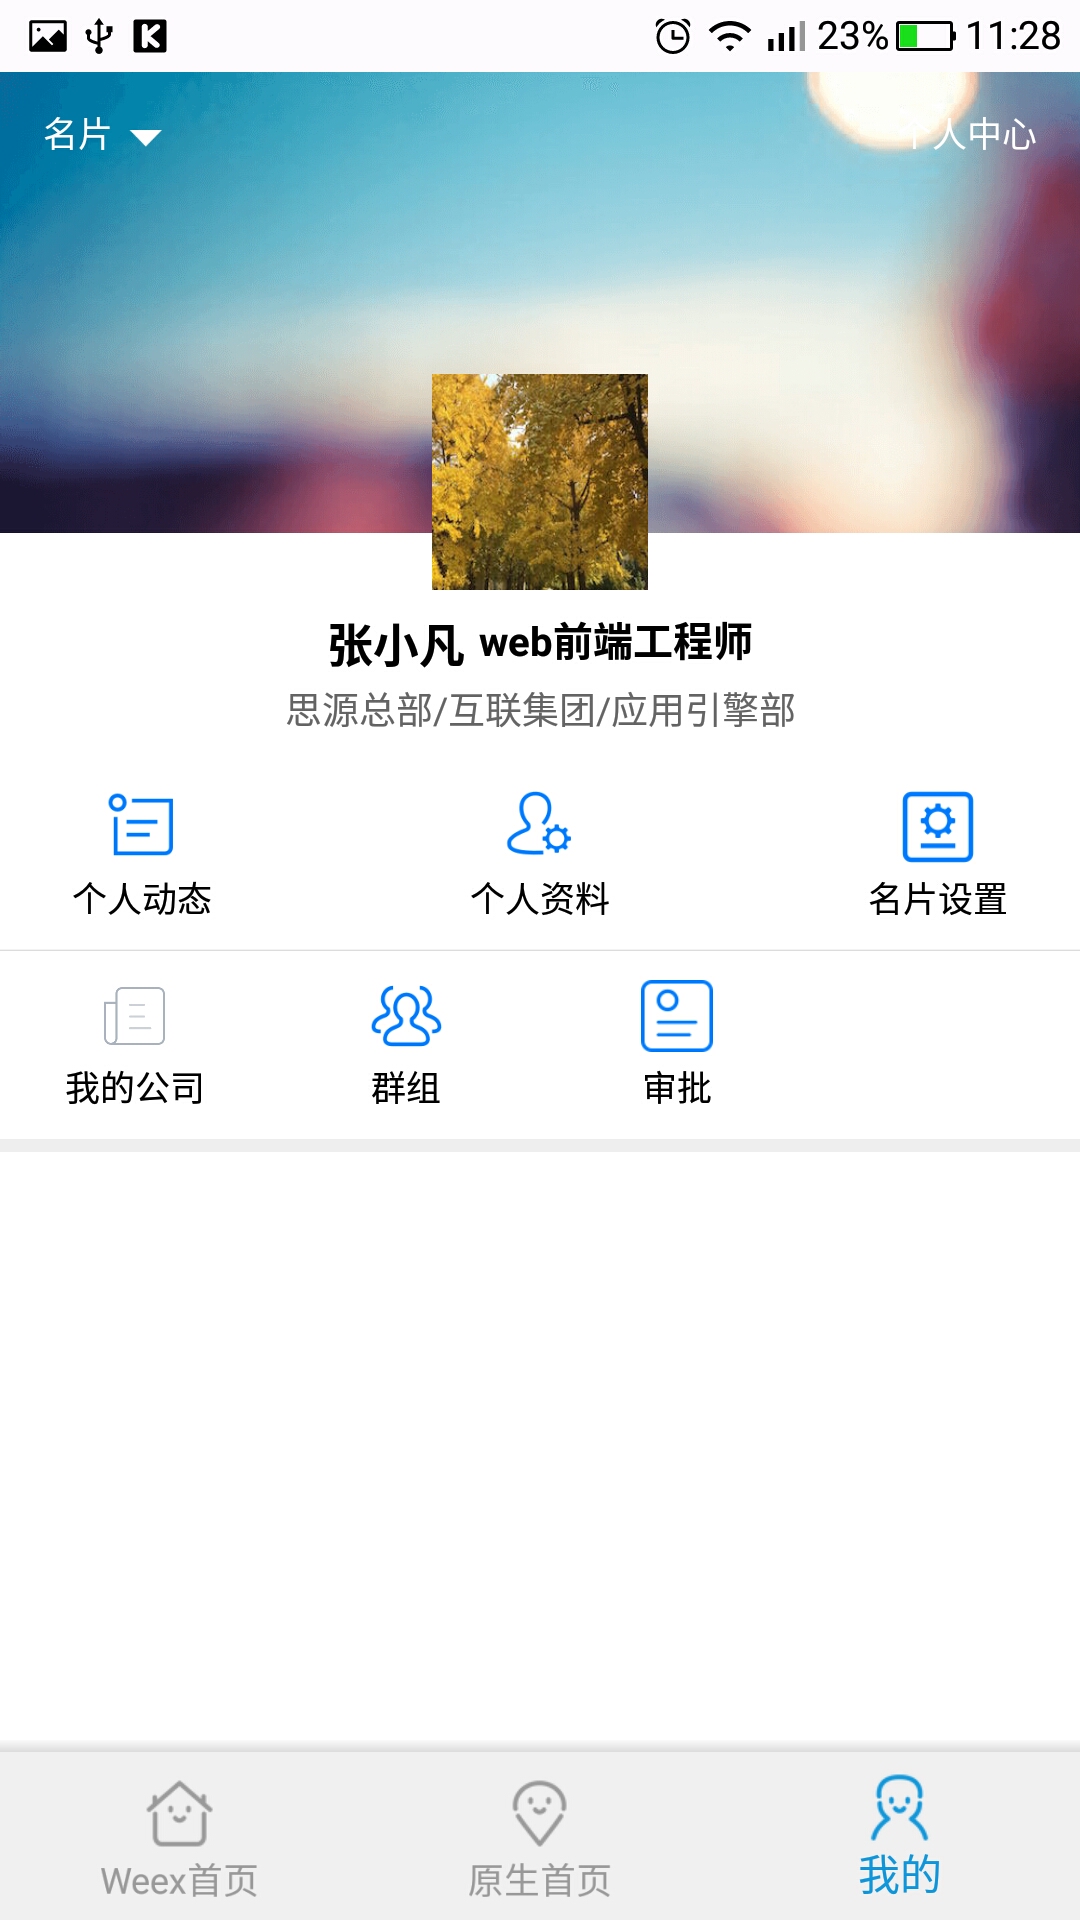 23% 11:28
名片 个人中心
张小凡 web前端工程师
思源总部/互联集团/应用引擎部
个人动态 个人资料 名片设置
我的公司 群组 审批
Weex首页 原生首页 我的